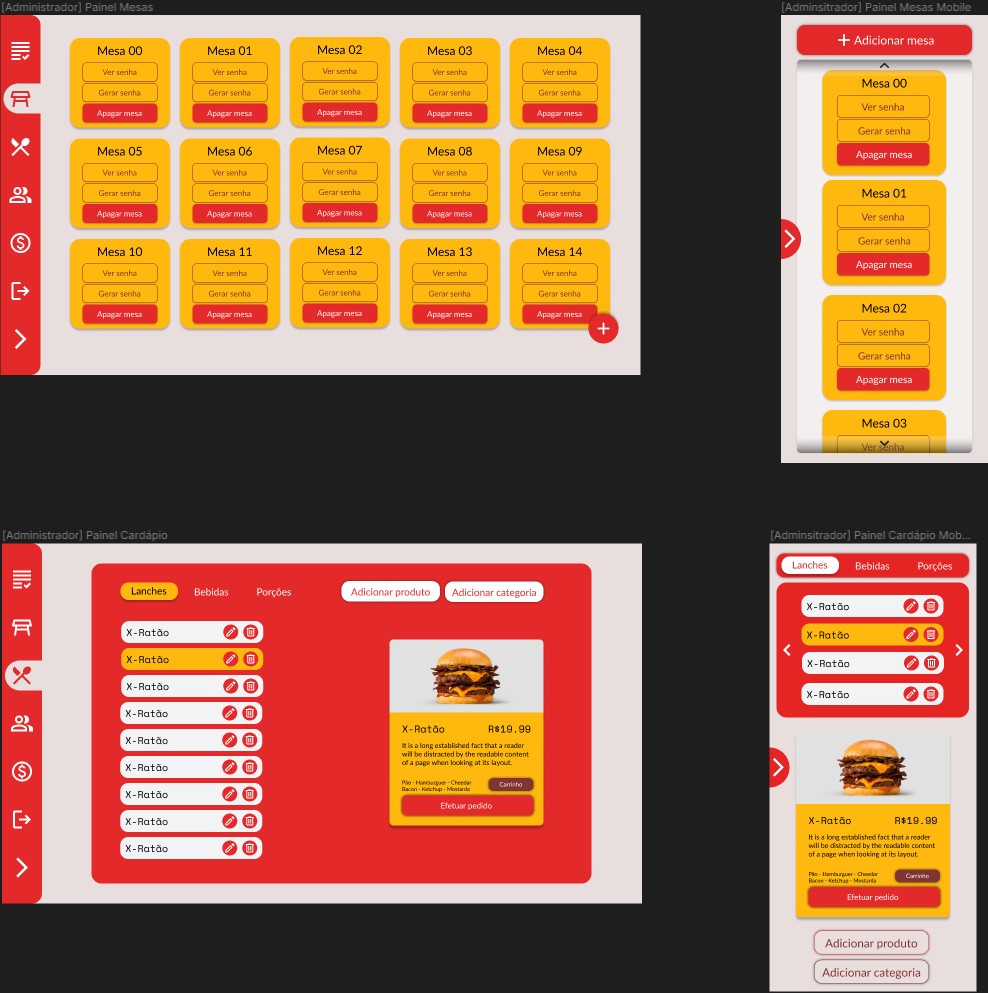 [Administrador] Painel Mesas
Mesa 00
Ver senha
Gerar senha
Apagar mesa
Mesa 01
Ver senha
Gerar senha
Apagar mesa
Mesa 02
Ver senha
Gerar senha
Apagar mesa
Mesa 03
Ver senha
Gerar senha
Apagar mesa
Mesa 04
Ver senha
Gerar senha
Apagar mesa
Mesa 05
Ver senha
Gerar senha
Apagar mesa
Mesa 06
Ver senha
Gerar senha
Apagar mesa
Mesa 07
Ver senha
Gerar senha
Apagar mesa
Mesa 08
Ver senha
Gerar senha
Apagar mesa
Mesa 09
Ver senha
Gerar senha
Apagar mesa
Mesa 10
Ver senha
Gerar senha
Apagar mesa
Mesa 11
Ver senha
Gerar senha
Apagar mesa
Mesa 12
Ver senha
Gerar senha
Apagar mesa
Mesa 13
Ver senha
Gerar senha
Apagar mesa
Mesa 14
Ver senha
Gerar senha
Apagar mesa
[Adminsitrador] Painel Mesas Mobile
+ Adicionar mesa
Mesa 00
Ver senha
Gerar senha
Apagar mesa
Mesa 01
Ver senha
Gerar senha
Apagar mesa
Mesa 02
Ver senha
Gerar senha
Apagar mesa
Mesa 03
Ver senha
[Administrador] Painel Cardápio
Lanches Bebidas Porções Adicionar produto Adicionar categoria
X-Ratão
X-Ratão
X-Ratão
X-Ratão
X-Ratão
X-Ratão
X-Ratão
X-Ratão
X-Ratão
X-Ratão R$19.99
It is a long established fact that a reader
will be distracted by the readable content
of a page when looking at its layout.
Pão - Hamburguer - Cheedar
Bacon - Ketchup - Mostarda
Carrinho
Efetuar pedido
[Adminsitrador] Painel Cardápio Mob...
Lanches Bebidas Porções
X-Ratão
X-Ratão
X-Ratão
X-Ratão
X-Ratão R$19.99
It is a long established fact that a reader
will be distracted by the readable content
of a page when looking at its layout.
Pão - Hamburguer - Cheedar
Bacon - Ketchup - Mostarda
Carrinho
Efetuar pedido
Adicionar produto
Adicionar categoria